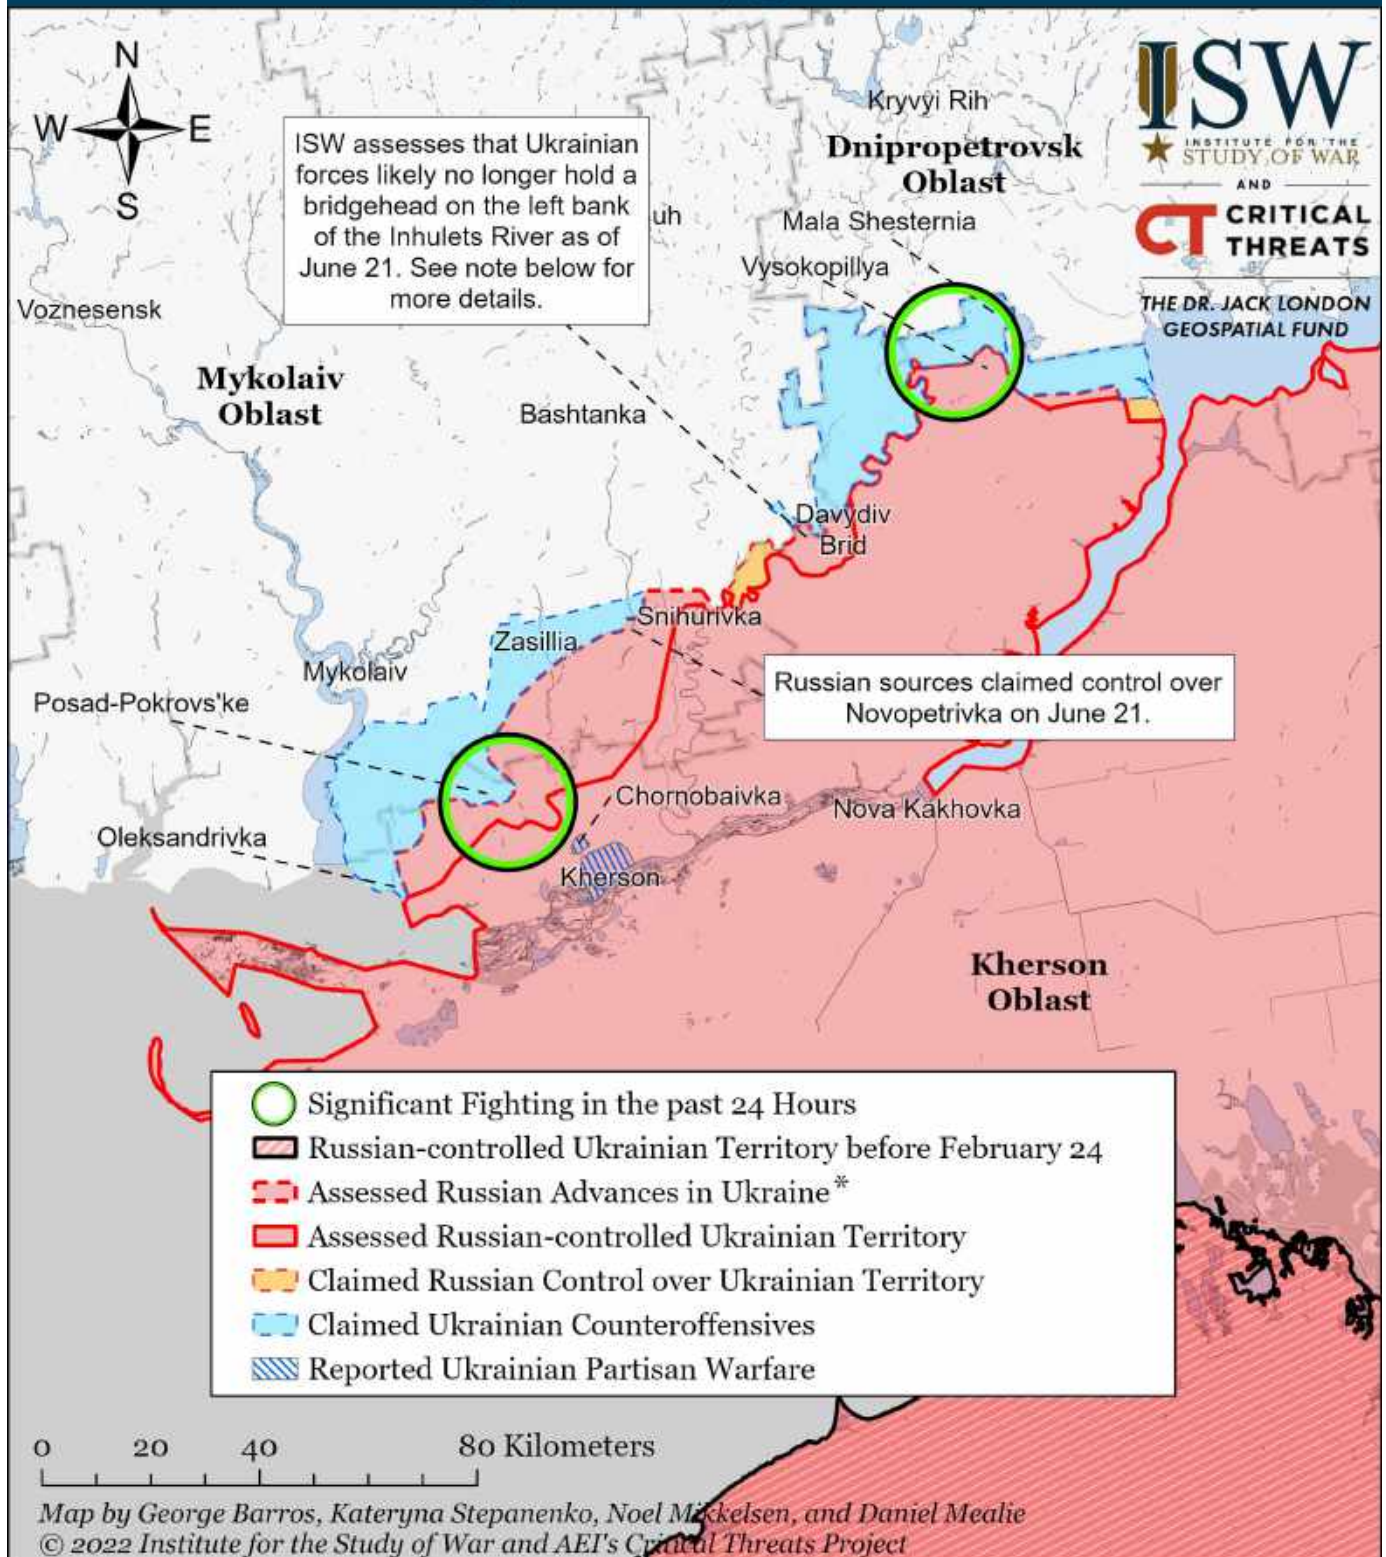 N
W
E
S
ISW assesses that Ukrainian
forces likely no longer hold a
bridgehead on the left bank
of the Inhulets River as of
June 21. See note below for
more details.
uh
Kryvyi Rih
Dnipropetrovsk
Oblast
Mala Shesternia
Vysokopillya
ISW
INSTITUTE FOR THE
STUDY OF WAR
AND
CT CRITICAL
THREATS
THE DR. JACK LONDON
GEOSPATIAL FUND
Voznesensk
Mykolaiv
Oblast
Bashtanka
Davydiv
Brid
Snihurivka
Zasillia
Mykolaiv
Posad-Pokrovs'ke
Russian sources claimed control over
Novopetrivka on June 21.
Chornobaivka
Nova Kakhovka
Oleksandrivka
Kherson
Kherson
Oblast
Significant Fighting in the past 24 Hours
Russian-controlled Ukrainian Territory before February 24
Assessed Russian Advances in Ukraine*
Assessed Russian-controlled Ukrainian Territory
Claimed Russian Control over Ukrainian Territory
Claimed Ukrainian Counteroffensives
Reported Ukrainian Partisan Warfare
0 20 40 80 Kilometers
Map by George Barros, Kateryna Stepanenko, Noel Mikkelsen, and Daniel Mealie
© 2022 Institute for the Study of War and AEI's Critical Threats Project